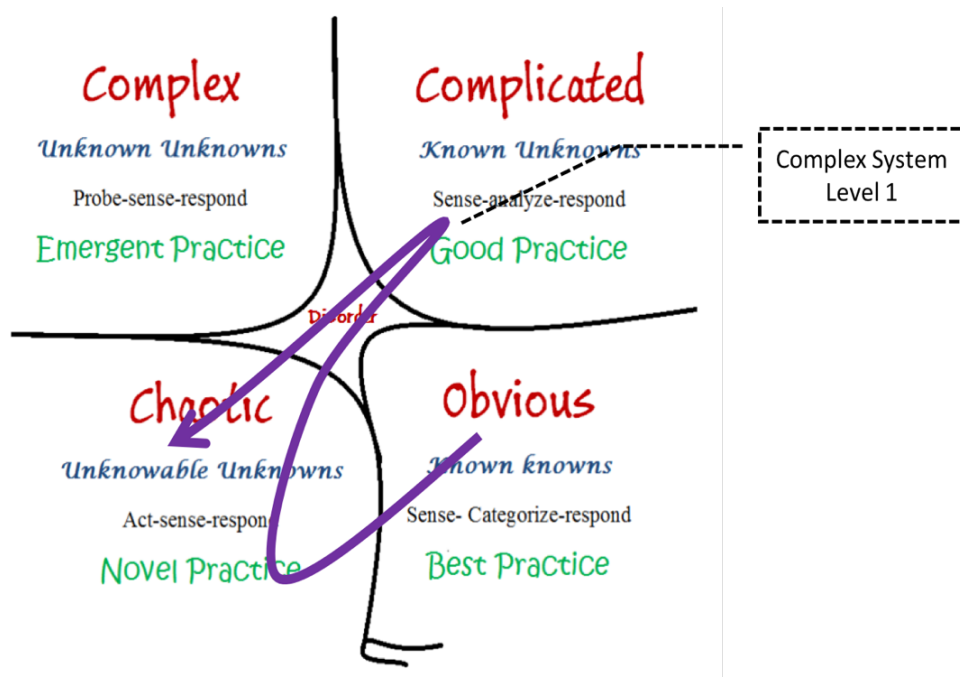 Complex
Unknown Unknowns
Probe-sense-respond
Emergent Practice
Complicated
Known Unknowns
Sense-analyze-respond
Good Practice
Complex System
Level 1
Disorder
Chaotic
Unknowable Unknowns
Act-sense-respond
Novel Practice
Obvious
Known knowns
Sense- Categorize-respond
Best Practice